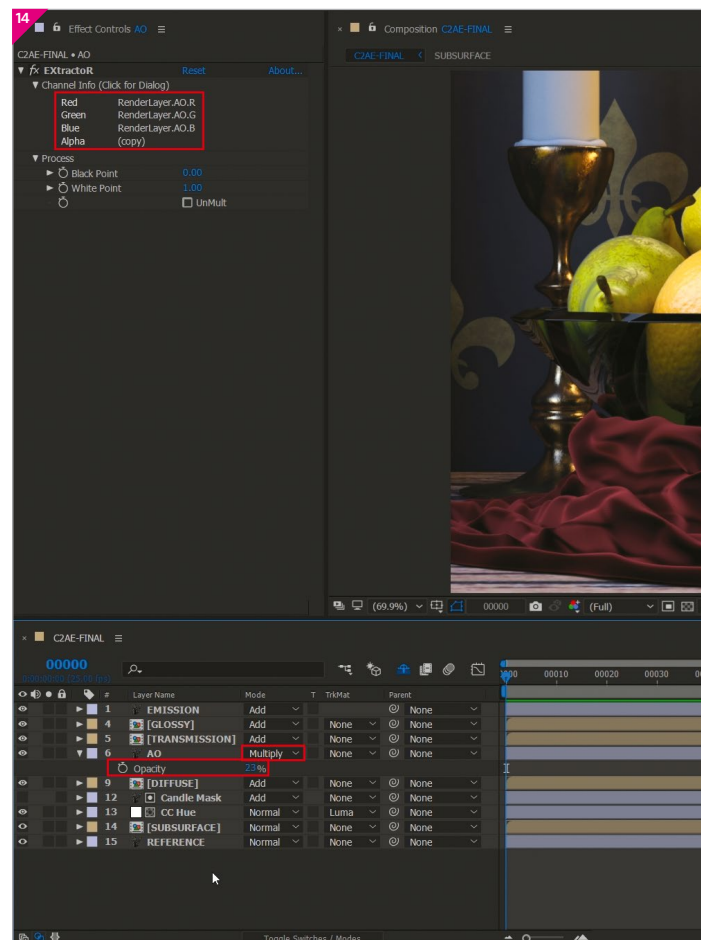 14
Effect Controls AO
C2AE-FINAL • AO
fx EXtractoR Reset About...
Channel Info (Click for Dialog)
Red RenderLayer.AO.R
Green RenderLayer.AO.G
Blue RenderLayer.AO.B
Alpha (copy)
Process
Black Point 0.00
White Point 1.00
UnMult
× Composition C2AE-FINAL
C2AE-FINAL < SUBSURFACE
(69.9%) 00000 (Full)
× C2AE-FINAL
00000
00010 00020 00030
# Layer Name Mode T TrkMat Parent
1 EMISSION Add None
4 [GLOSSY] Add None None
5 [TRANSMISSION] Add None None
6 AO Multiply None None
Opacity 23%
9 [DIFFUSE] Add None None
12 Candle Mask Add None None
13 CC Hue Normal Luma None
14 [SUBSURFACE] Normal None None
15 REFERENCE Normal None None
Toggle Switches / Modes